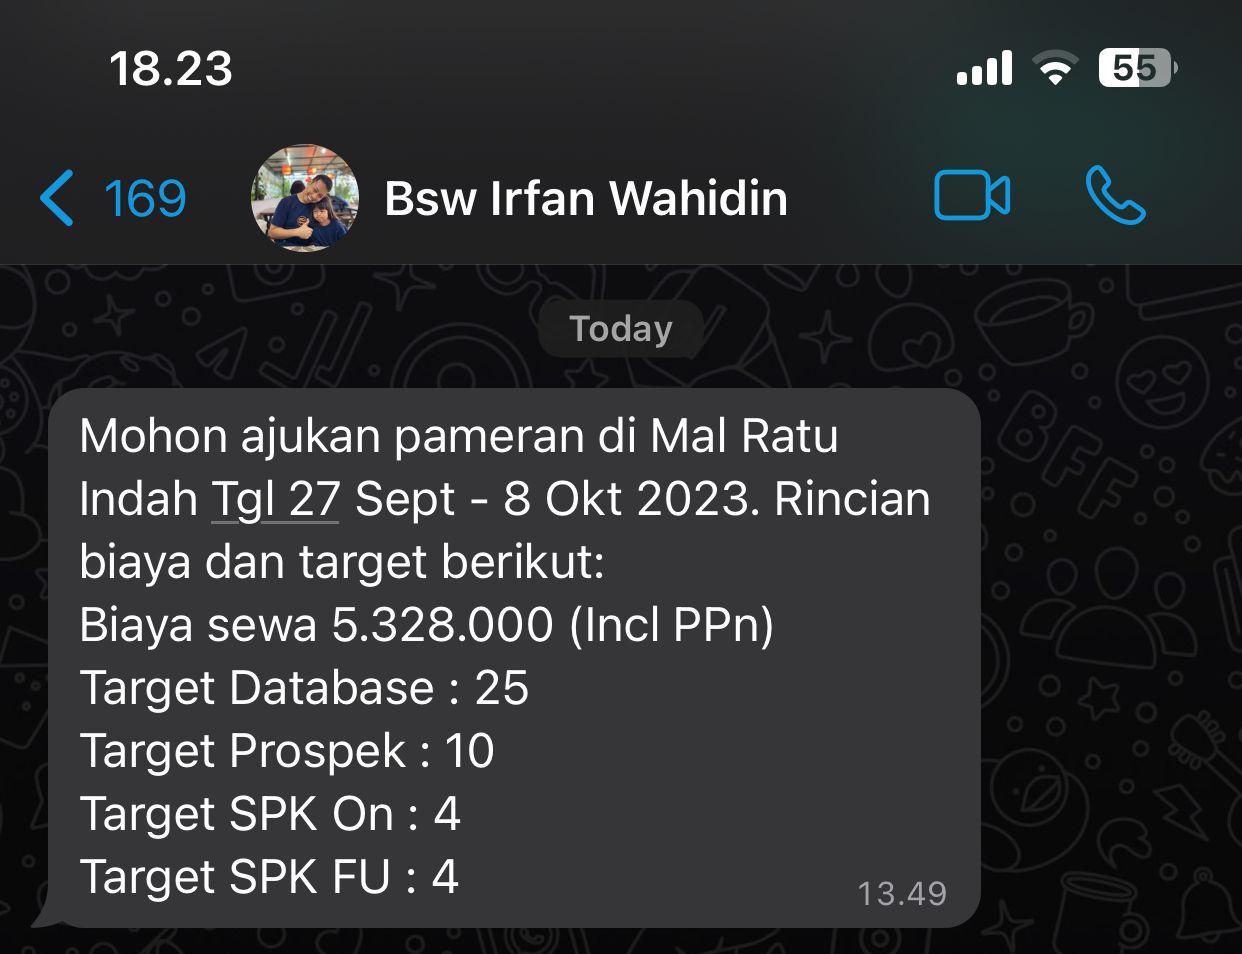 18.23
55
169
Bsw Irfan Wahidin
Today
Mohon ajukan pameran di Mal Ratu
Indah Tgl 27 Sept - 8 Okt 2023. Rincian
biaya dan target berikut:
Biaya sewa 5.328.000 (Incl PPn)
Target Database : 25
Target Prospek : 10
Target SPK On : 4
Target SPK FU : 4
13.49
BFF